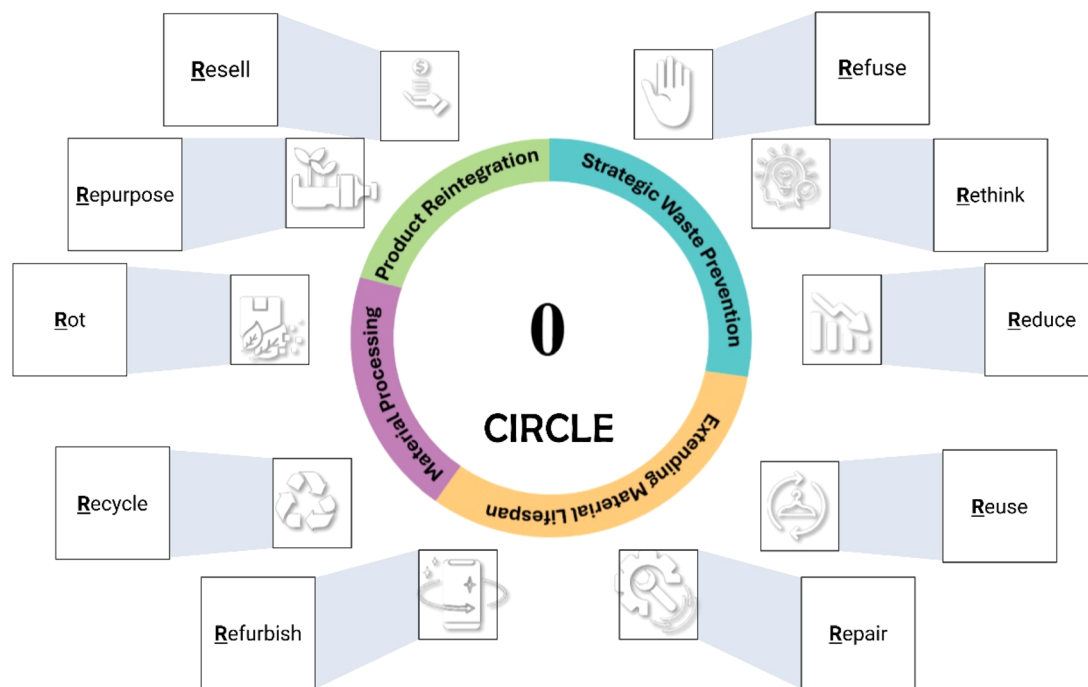 Resell
Refuse
Repurpose
Rethink
Rot
Reduce
Recycle
Reuse
Refurbish
Repair
Product Reintegration
Strategic Waste Prevention
Material Processing
Extending Material Lifespan
0
CIRCLE
$